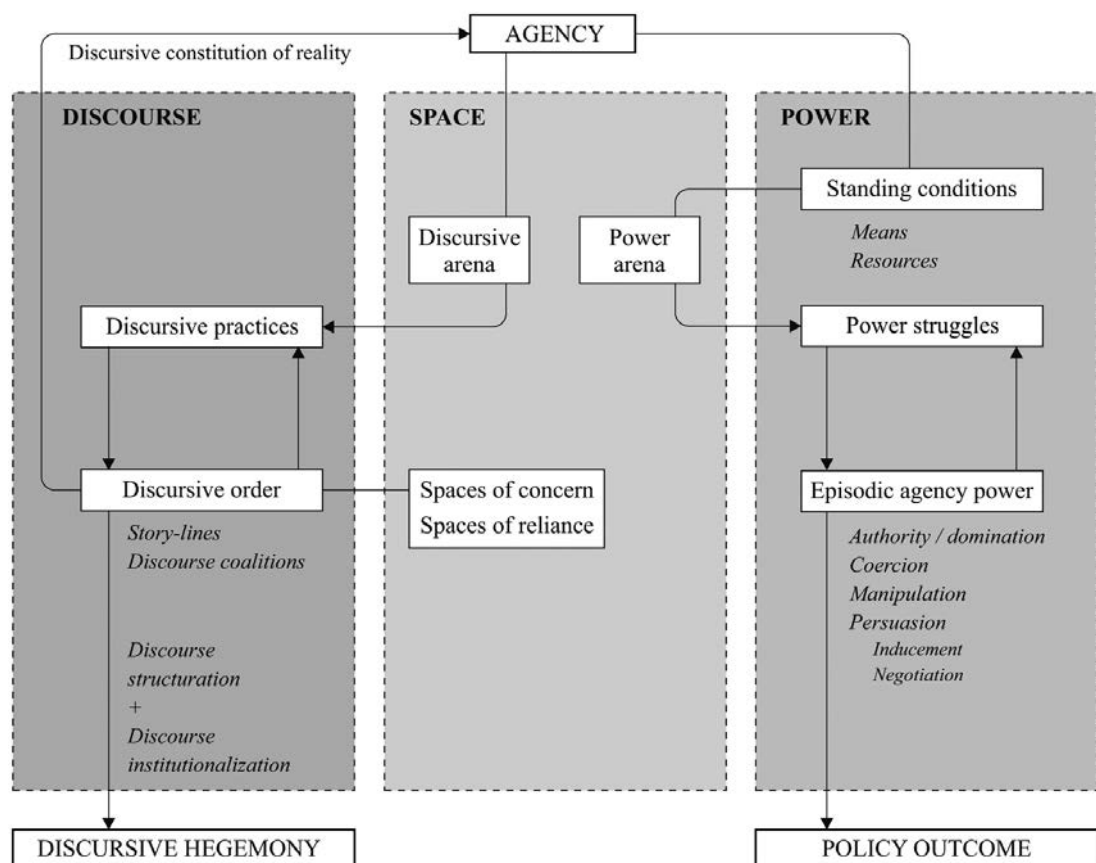 AGENCY
Discursive constitution of reality
DISCOURSE
SPACE
POWER
Standing conditions
Means
Resources
Discursive
arena
Power
arena
Discursive practices
Power struggles
Discursive order
Story-lines
Discourse coalitions
Discourse
structuration
+
Discourse
institutionalization
Spaces of concern
Spaces of reliance
Episodic agency power
Authority / domination
Coercion
Manipulation
Persuasion
Inducement
Negotiation
DISCURSIVE HEGEMONY
POLICY OUTCOME